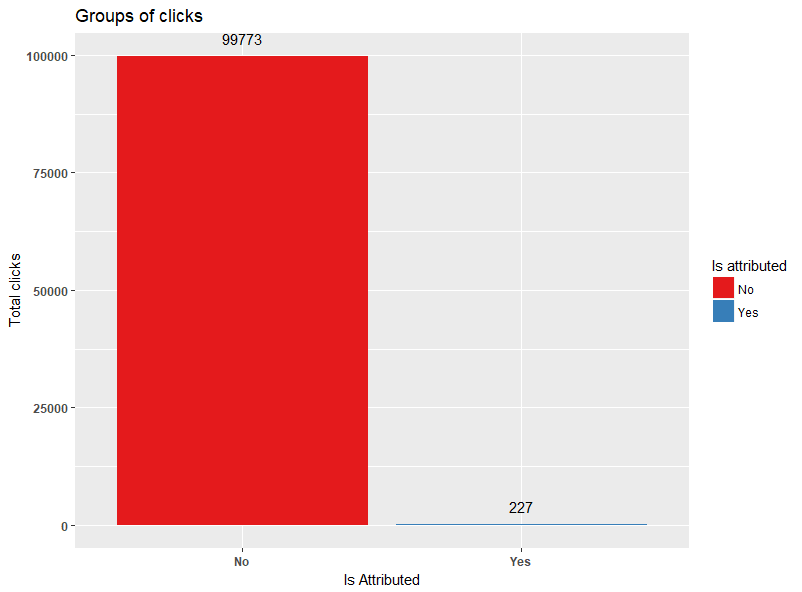 Groups of clicks
99773
100000
75000
50000
25000
0
227
No
Yes
Is Attributed
Total clicks
Is attributed
No
Yes